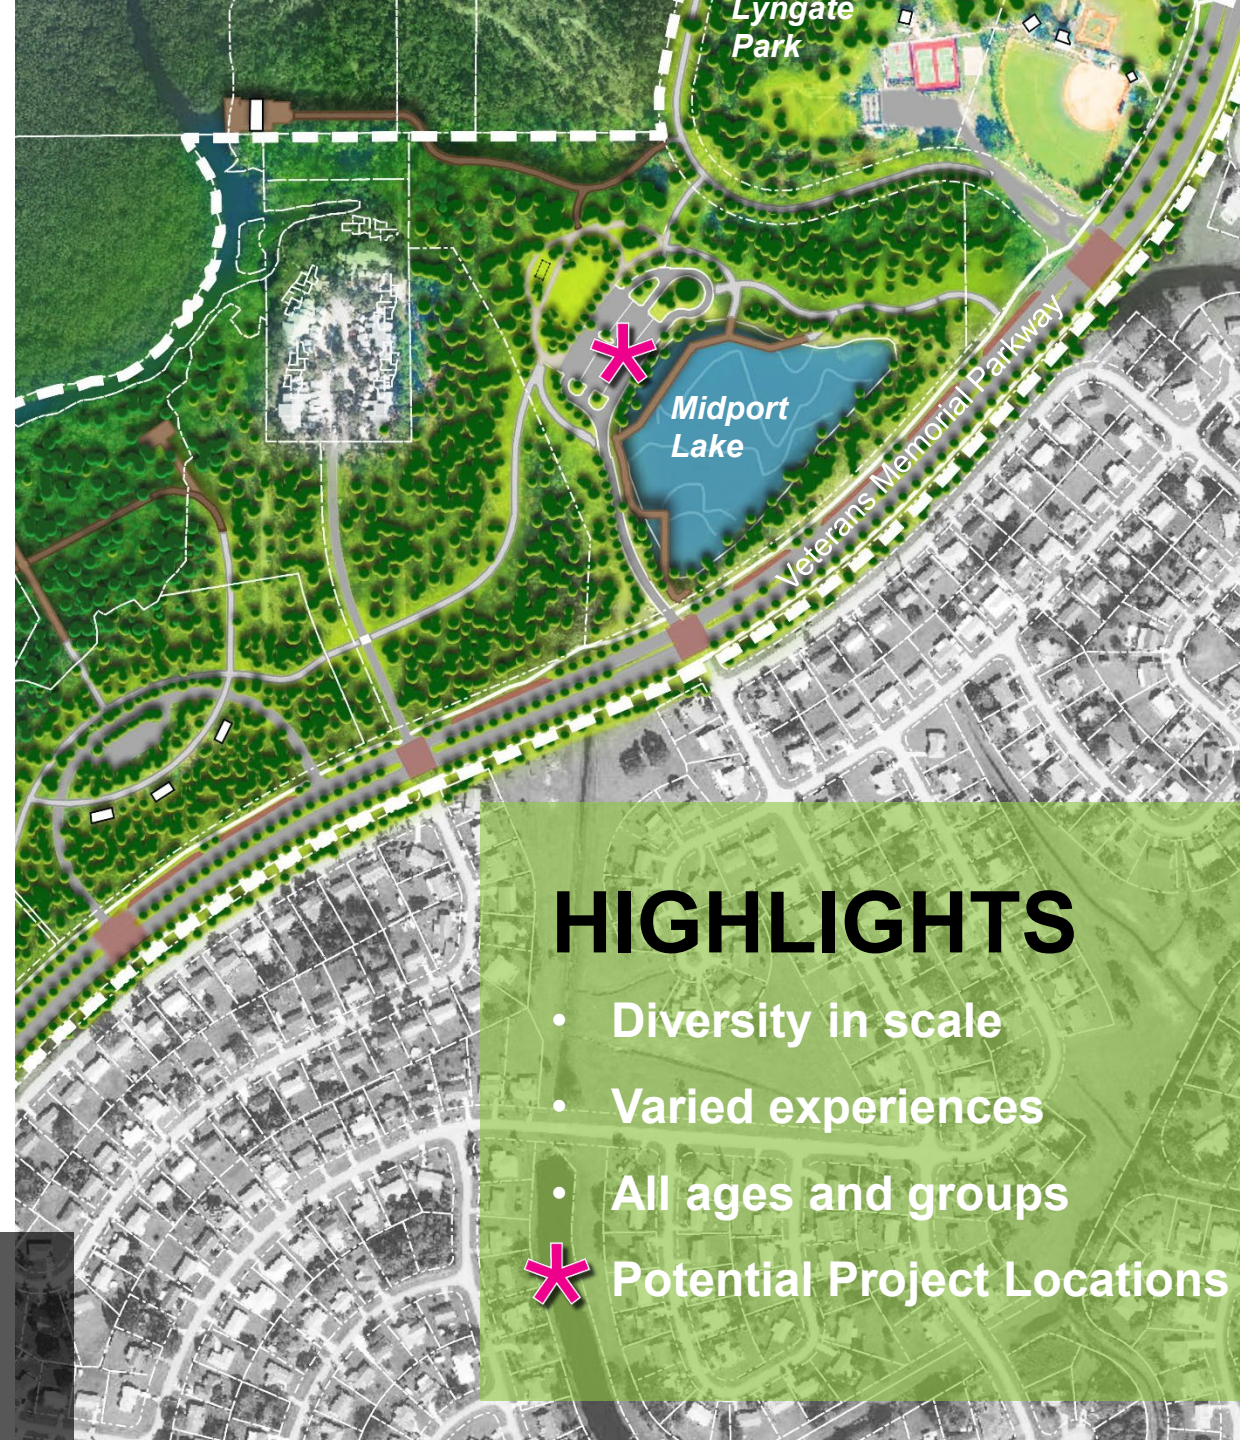 Lyngate
Park
Midport
Lake
Veterans Memorial Parkway
HIGHLIGHTS
• Diversity in scale
• Varied experiences
• All ages and groups
* Potential Project Locations